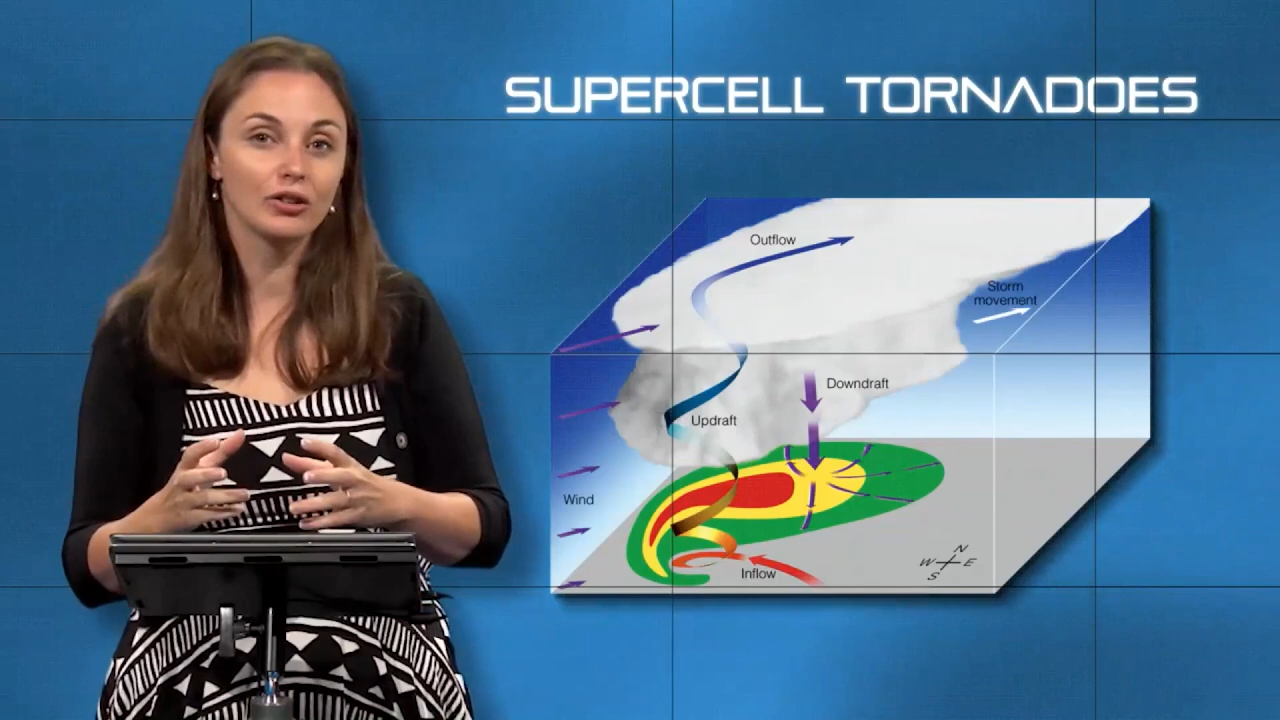 SUPERCELL TORNADOES
Outflow
Storm
movement
Downdraft
Updraft
Wind
Inflow
N
W E
S